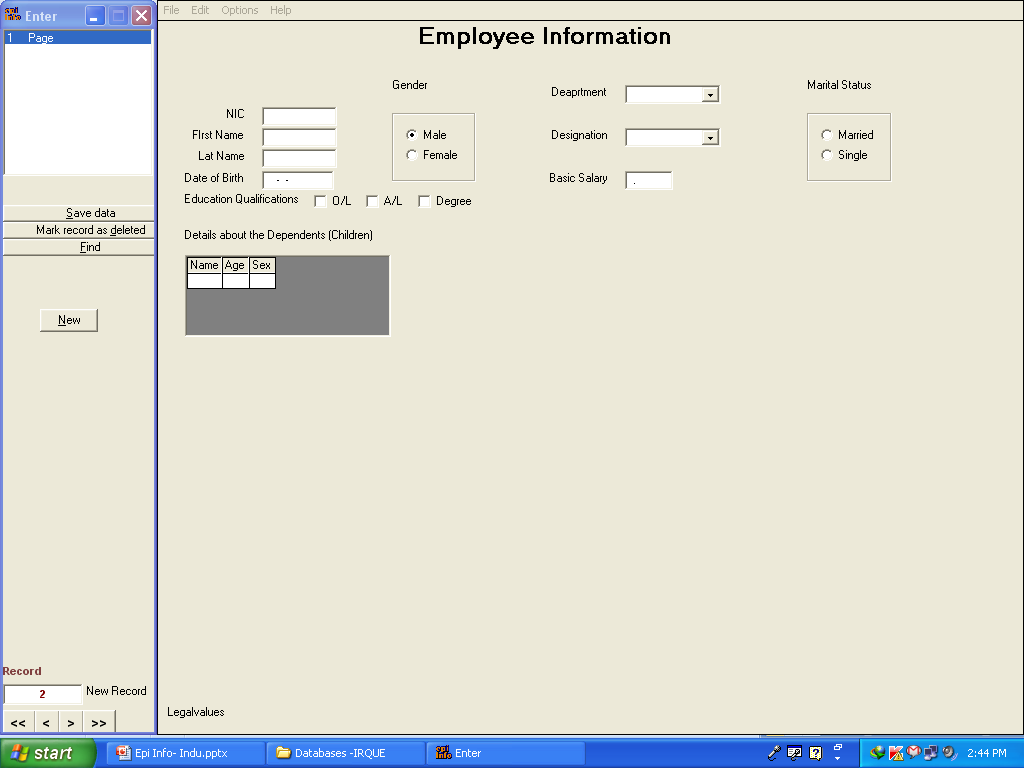 Enter
File Edit Options Help
1 Page
Employee Information
Gender
Deaprtment
Marital Status
NIC
FIrst Name
Lat Name
Date of Birth
- -
Male
Female
Designation
Basic Salary
.
Married
Single
Education Qualifications
O/L
A/L
Degree
Save data
Mark record as deleted
Find
Details about the Dependents (Children)
Name Age Sex
New
Record
2 New Record
<< < > >>
Legalvalues
start
Epi Info- Indu.pptx
Databases -IRQUE
Enter
2:44 PM